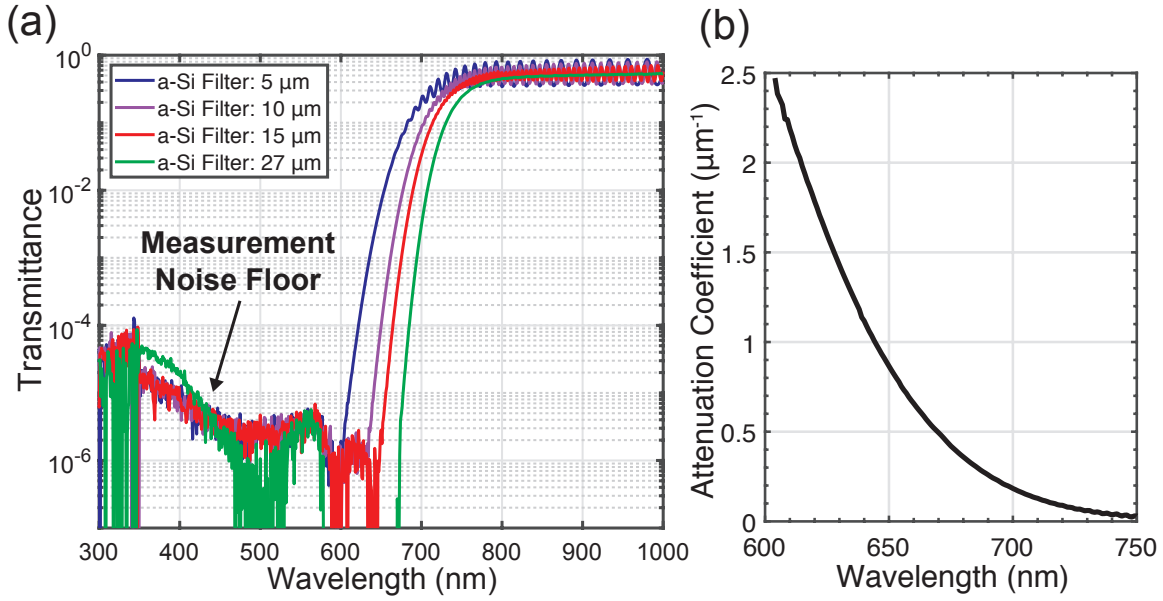 (a)
a-Si Filter: 5 µm
a-Si Filter: 10 µm
a-Si Filter: 15 µm
a-Si Filter: 27 µm
Measurement
Noise Floor
Transmittance
10⁰
10⁻²
10⁻⁴
10⁻⁶
300 400 500 600 700 800 900 1000
Wavelength (nm)
(b)
Attenuation Coefficient (µm⁻¹)
2.5
2
1.5
1
0.5
0
600 650 700 750
Wavelength (nm)